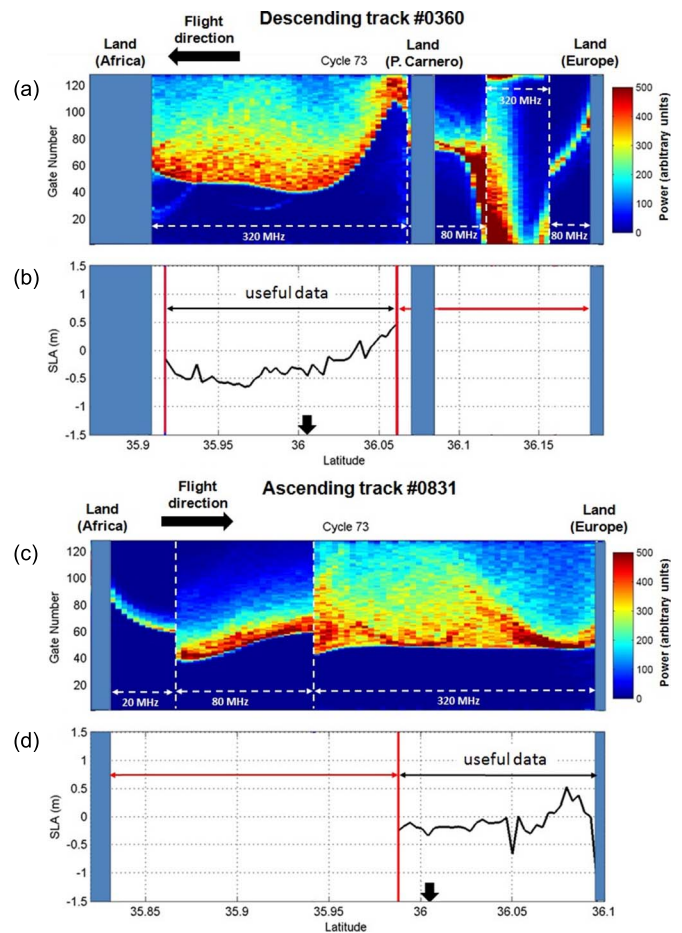 Descending track #0360
Flight
direction
Land
(Africa)
Cycle 73
Land
(P. Carnero)
Land
(Europe)
(a)
Gate Number
120
100
80
60
40
20
320 MHz
80 MHz
320 MHz
80 MHz
500
400
300
200
100
0
Power (arbitrary units)
(b)
SLA (m)
1.5
1
0.5
0
-0.5
-1
-1.5
useful data
35.9
35.95
36
36.05
36.1
36.15
Latitude
Ascending track #0831
Flight
direction
Land
(Africa)
Cycle 73
Land
(Europe)
(c)
Gate Number
120
100
80
60
40
20
20 MHz
80 MHz
320 MHz
500
400
300
200
100
0
Power (arbitrary units)
(d)
SLA (m)
1.5
1
0.5
0
-0.5
-1
-1.5
useful data
35.85
35.9
35.95
36
36.05
36.1
Latitude